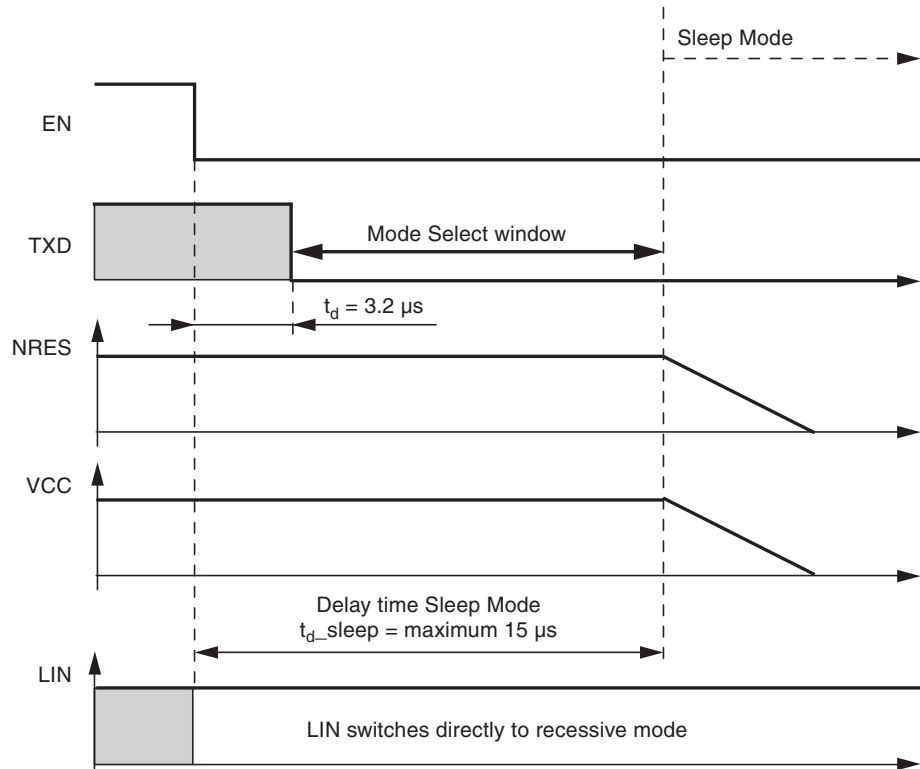 Sleep Mode
EN
TXD
Mode Select window
t_d = 3.2 µs
NRES
VCC
Delay time Sleep Mode
t_d_sleep = maximum 15 µs
LIN
LIN switches directly to recessive mode